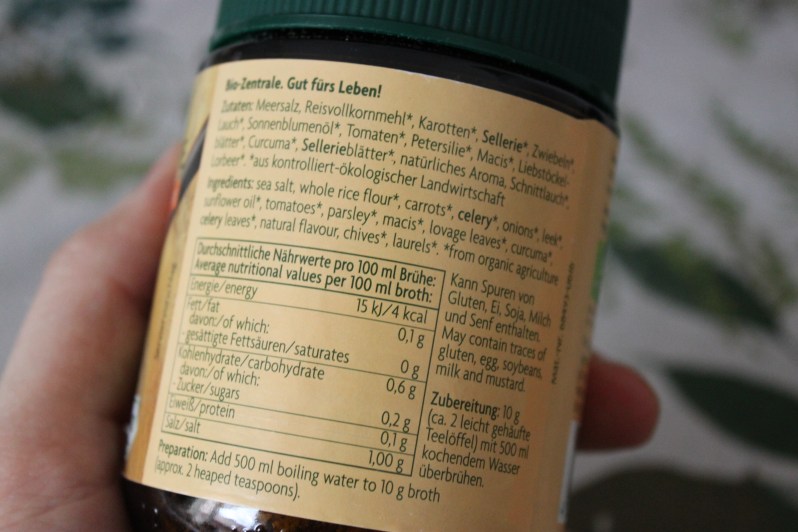 Bio-Zentrale. Gut fürs Leben!
Zutaten: Meersalz, Reisvollkornmehl*, Karotten*, Sellerie*, Zwiebeln*,
Lauch*, Sonnenblumenöl*, Tomaten*, Petersilie*, Macis*, Liebstöckel-
blätter*, Curcuma*, Sellerieblätter*, natürliches Aroma, Schnittlauch*,
Lorbeer*. *aus kontrolliert-ökologischer Landwirtschaft
Ingredients: sea salt, whole rice flour*, carrots*, celery*, onions*, leek*,
sunflower oil*, tomatoes*, parsley*, macis*, lovage leaves*, curcuma*,
celery leaves*, natural flavour, chives*, laurels*. *from organic agriculture
Durchschnittliche Nährwerte pro 100 ml Brühe:
Average nutritional values per 100 ml broth:
Energie/energy 15 kJ/4 kcal
Fett/fat 0,1 g
davon:/of which:
gesättigte Fettsäuren/saturates 0 g
Kohlenhydrate/carbohydrate 0,6 g
davon:/of which:
- Zucker/sugars 0,2 g
Eiweiß/protein 0,1 g
Salz/salt 1,00 g
Kann Spuren von
Gluten, Ei, Soja, Milch
und Senf enthalten.
May contain traces of
gluten, egg, soybeans,
milk and mustard.
Zubereitung: 10 g
(ca. 2 leicht gehäufte
Teelöffel) mit 500 ml
kochendem Wasser
überbrühen.
Preparation: Add 500 ml boiling water to 10 g broth
(approx. 2 heaped teaspoons).